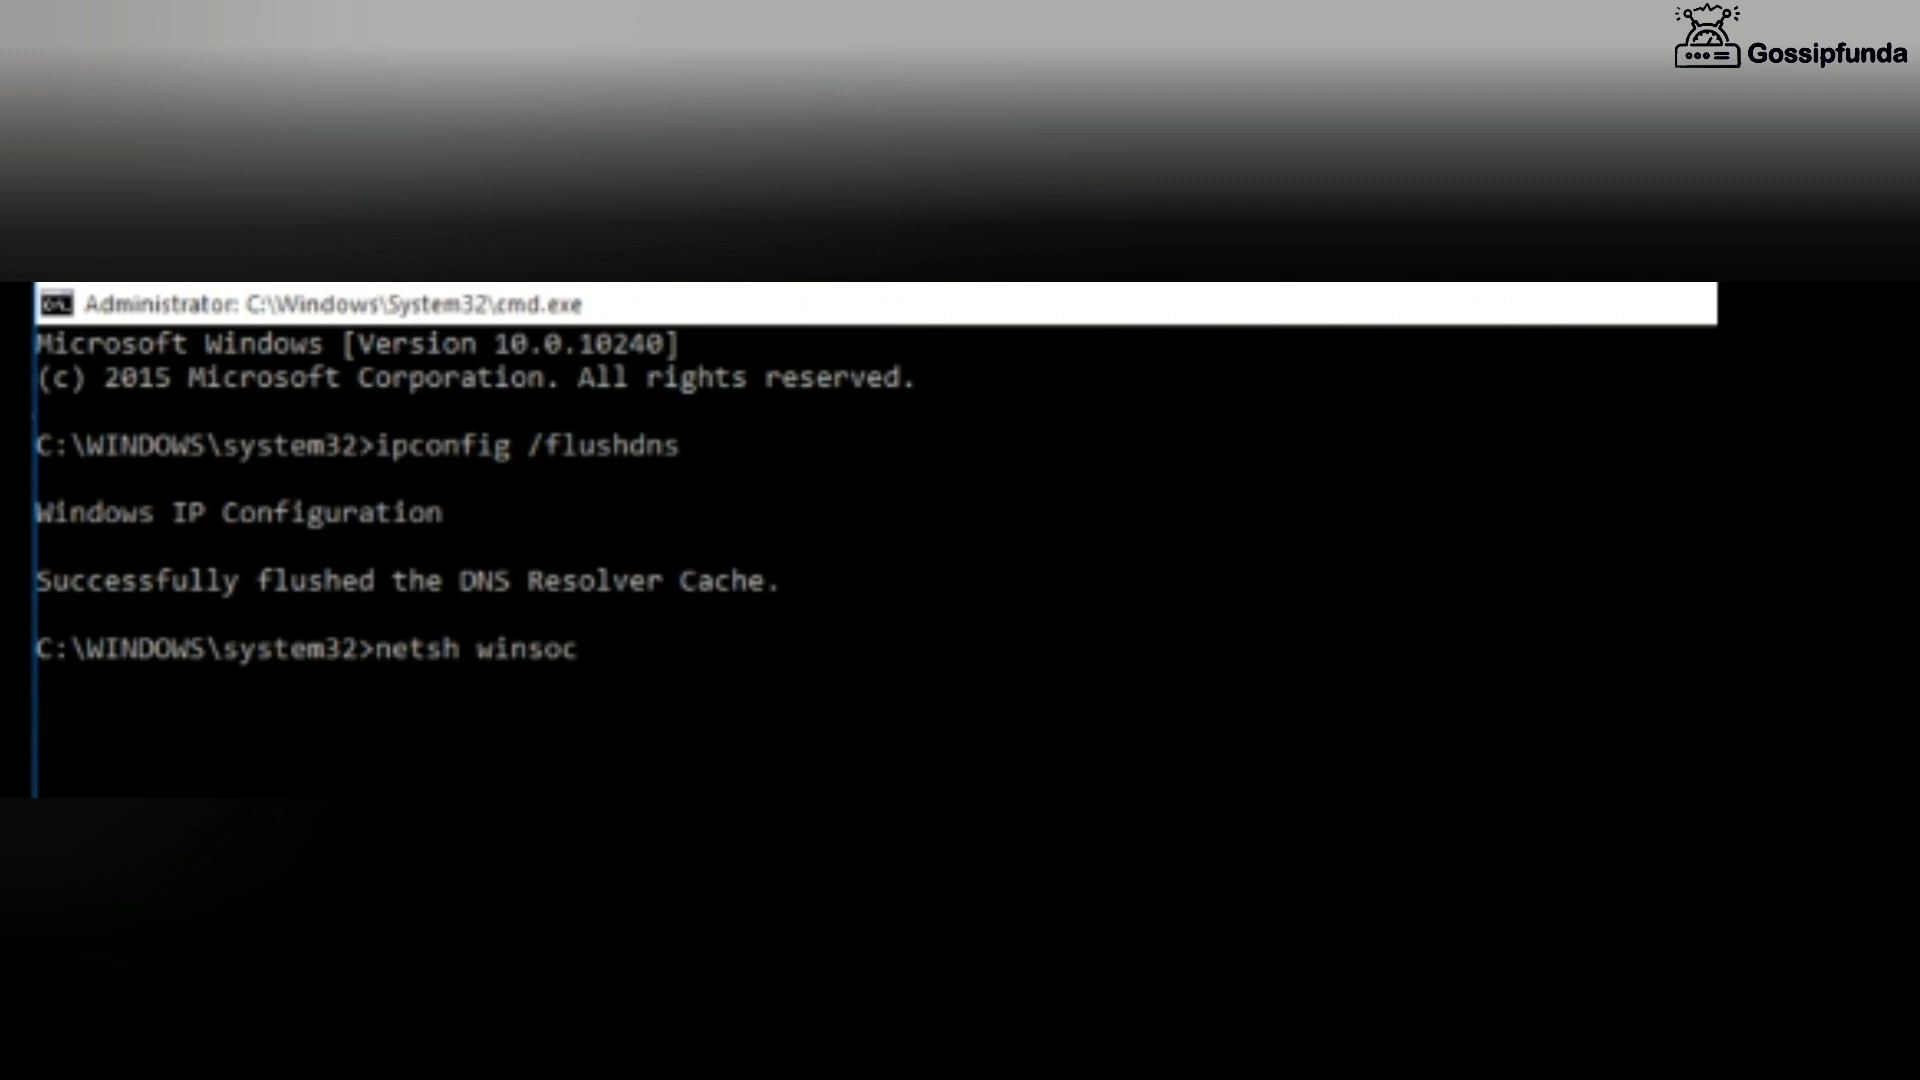 Gossipfunda
Administrator: C:\Windows\System32\cmd.exe
Microsoft Windows [Version 10.0.10240]
(c) 2015 Microsoft Corporation. All rights reserved.
C:\WINDOWS\system32>ipconfig /flushdns
Windows IP Configuration
Successfully flushed the DNS Resolver Cache.
C:\WINDOWS\system32>netsh winsoc